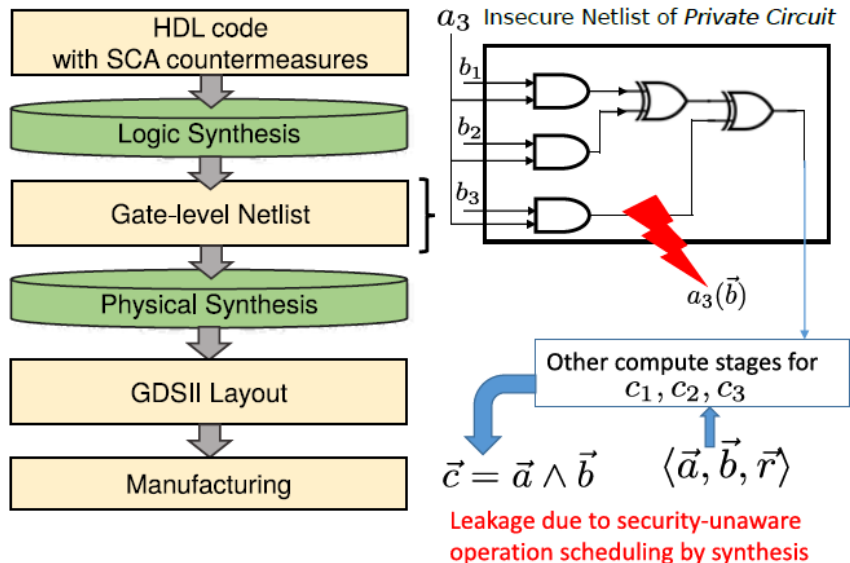 HDL code
with SCA countermeasures
Logic Synthesis
Gate-level Netlist
Physical Synthesis
GDSII Layout
Manufacturing
a₃ Insecure Netlist of Private Circuit
b₁
b₂
b₃
a₃(b⃗)
Other compute stages for
c₁, c₂, c₃
c⃗ = a⃗ ∧ b⃗
⟨a⃗, b⃗, r⃗⟩
Leakage due to security-unaware
operation scheduling by synthesis